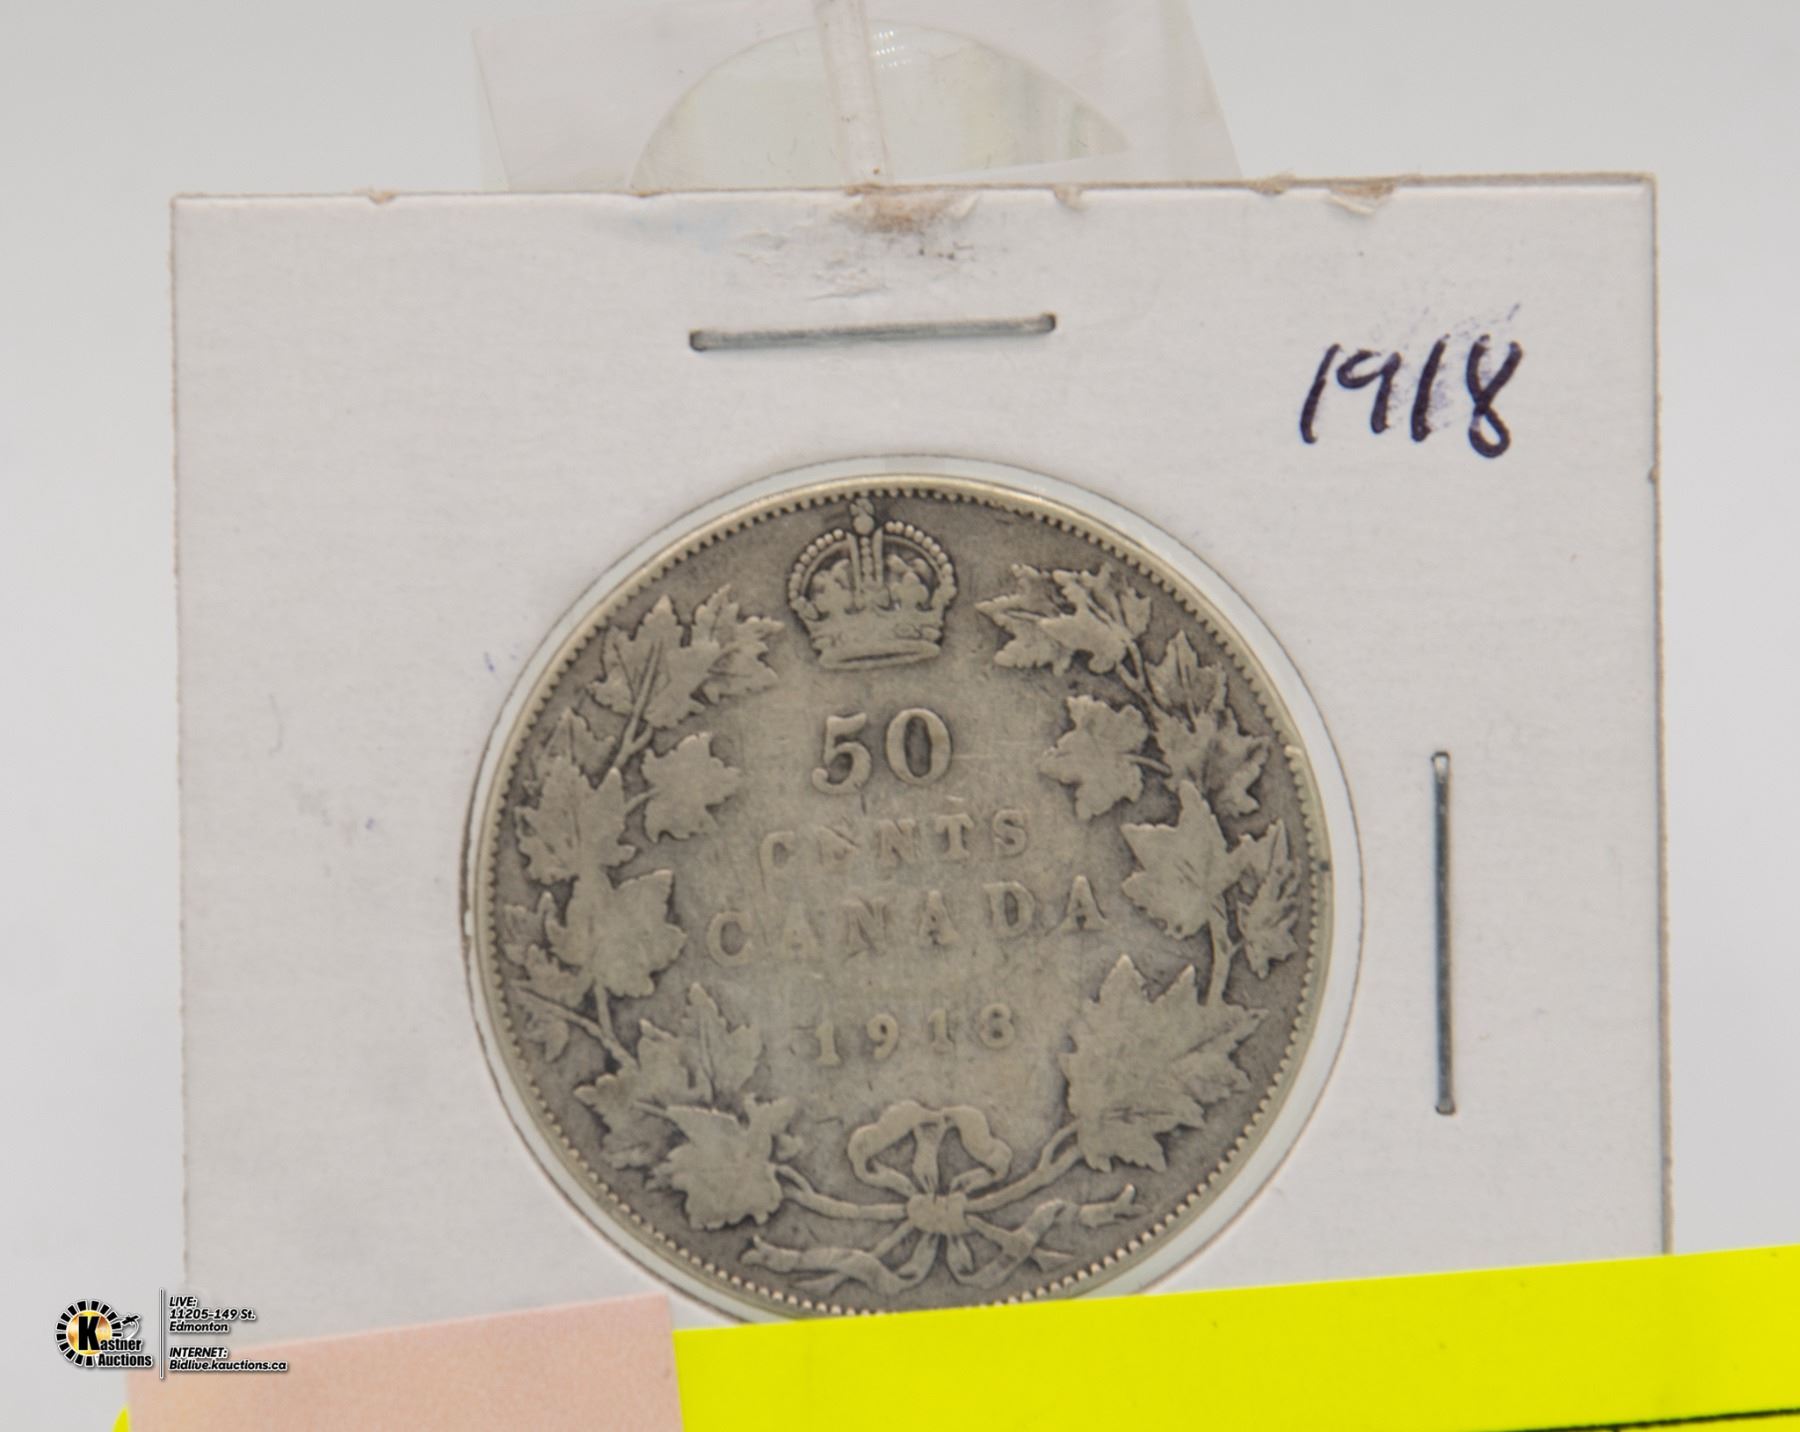 1918
50
CENTS
CANADA
1918
Kastner
Auctions
LIVE:
11205-149 St.
Edmonton
INTERNET:
Bidlive.kauctions.ca